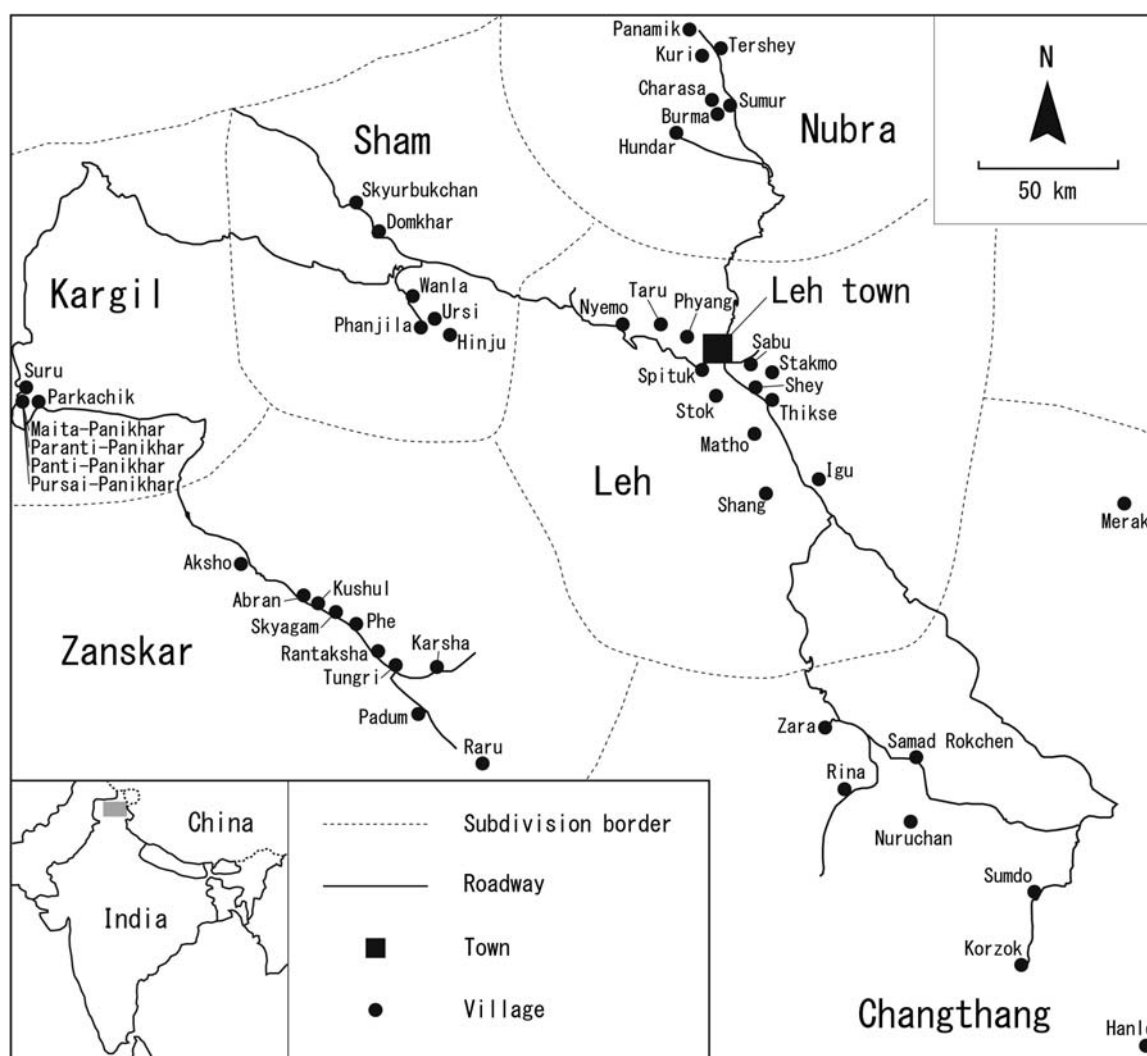 Panamik
Tershey
Kuri
Charasa
Sumur
Burma
Hundar
Nubra
N
50 km
Sham
Skyurbukchan
Domkhar
Kargil
Wanla
Ursi
Phanjila
Hinju
Nyemo
Taru
Phyang
Leh town
Sabu
Stakmo
Spituk
Shey
Stok
Thikse
Matho
Suru
Parkachik
Maita-Panikhar
Paranti-Panikhar
Panti-Panikhar
Pursai-Panikhar
Leh
Igu
Shang
Merak
Aksho
Abran
Kushul
Skyagam
Phe
Zanskar
Rantaksha
Karsha
Tungri
Padum
Raru
Zara
Samad Rokchen
Rina
Nuruchan
Sumdo
Korzok
Changthang
Hanl
China
India
Subdivision border
Roadway
Town
Village